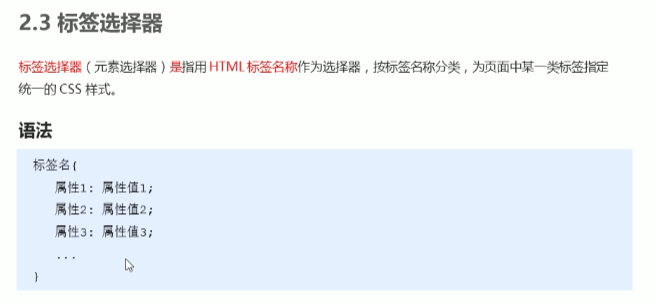 2.3 标签选择器
标签选择器（元素选择器）是指用 HTML 标签名称作为选择器，按标签名称分类，为页面中某一类标签指定
统一的 CSS 样式。
语法
标签名{
属性1: 属性值1;
属性2: 属性值2;
属性3: 属性值3;
...
}